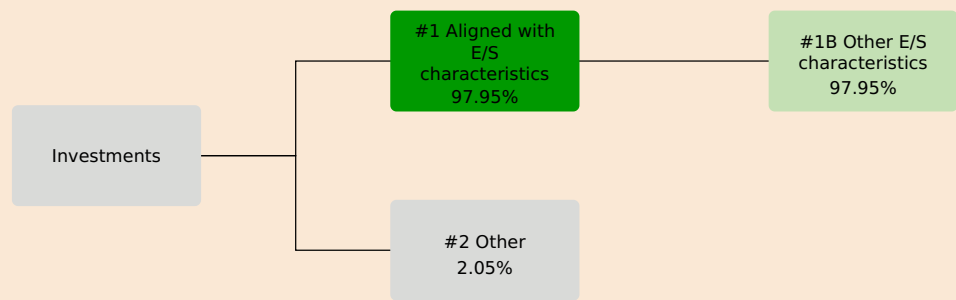 #1 Aligned with
E/S
characteristics
97.95%
#1B Other E/S
characteristics
97.95%
Investments
#2 Other
2.05%